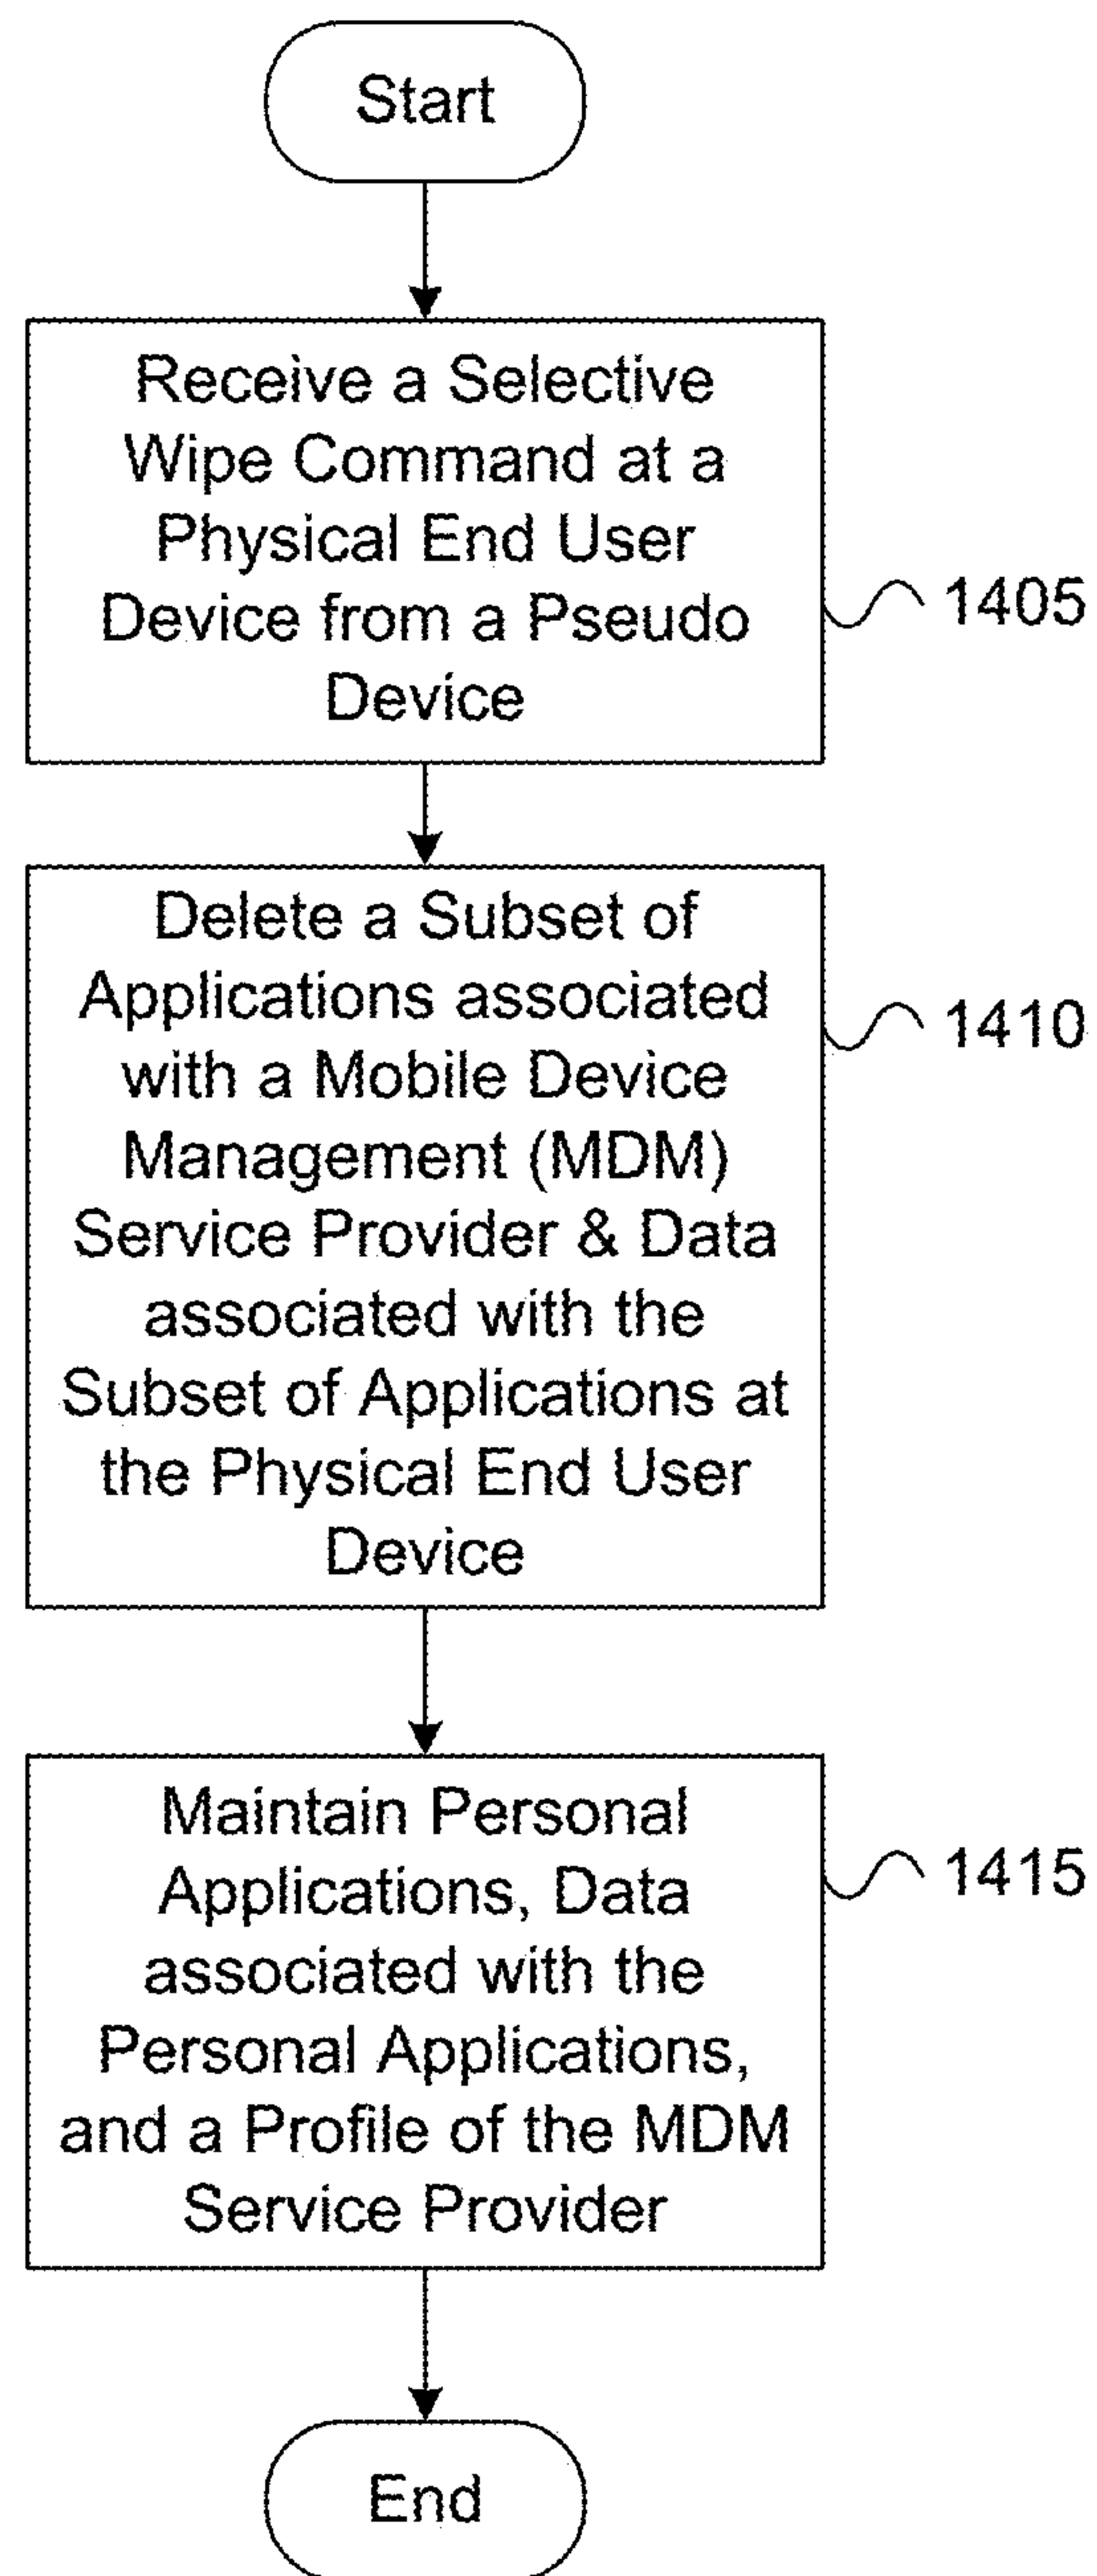 Start
Receive a Selective
Wipe Command at a
Physical End User
Device from a Pseudo
Device
1405
Delete a Subset of
Applications associated
with a Mobile Device
Management (MDM)
Service Provider & Data
associated with the
Subset of Applications at
the Physical End User
Device
1410
Maintain Personal
Applications, Data
associated with the
Personal Applications,
and a Profile of the MDM
Service Provider
1415
End